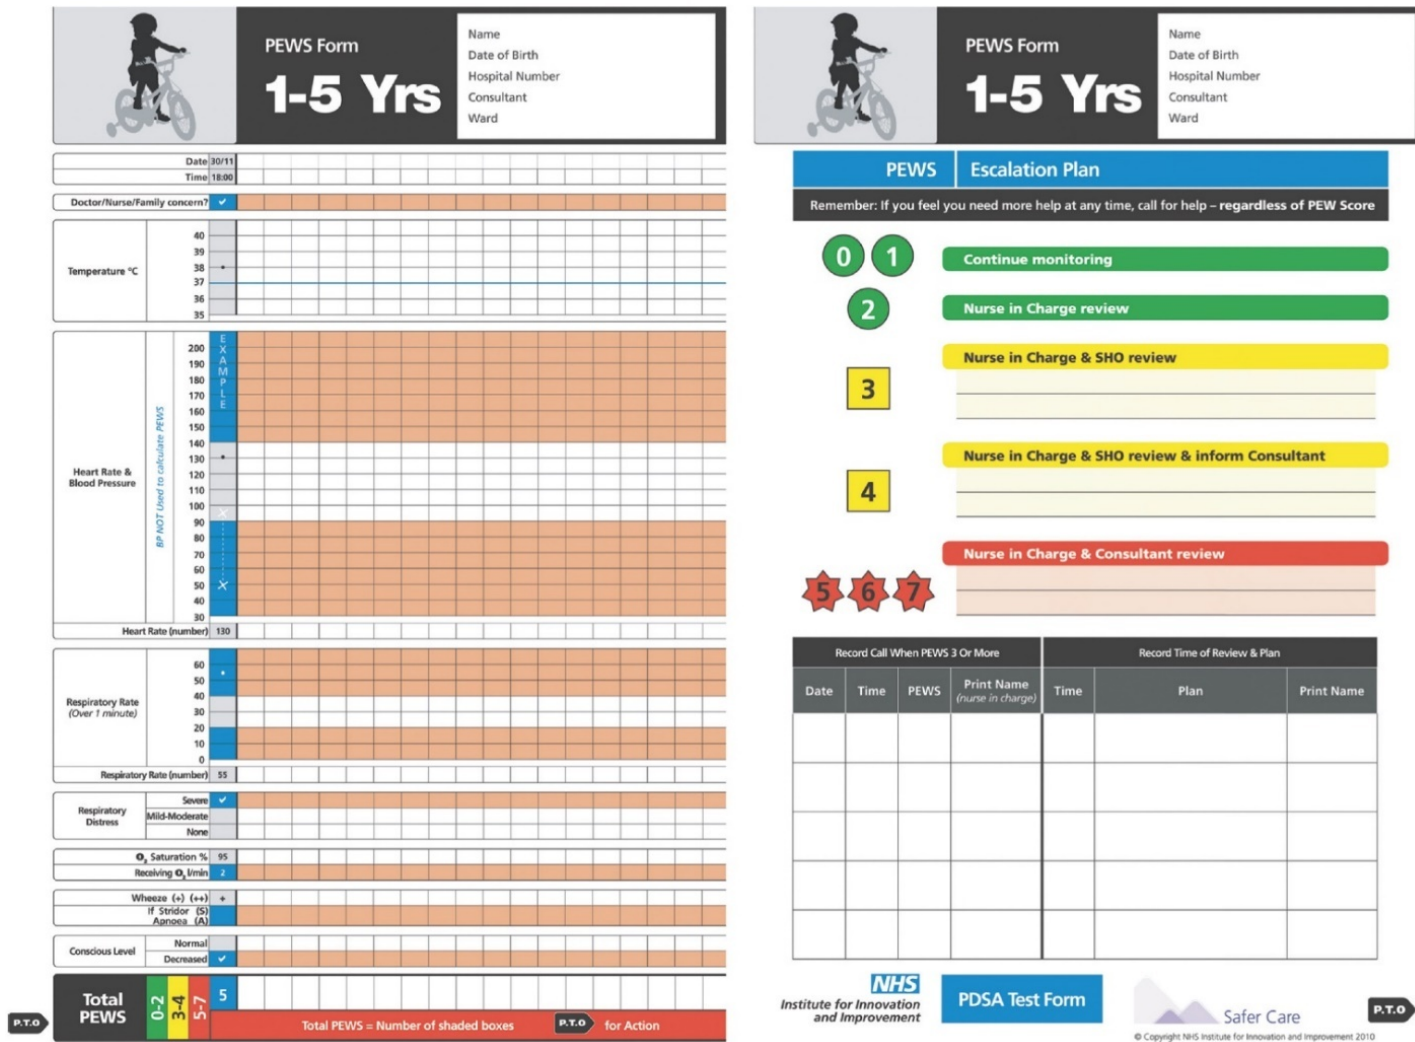 PEWS Form
1-5 Yrs
Name
Date of Birth
Hospital Number
Consultant
Ward
Date 30/11
Time 18:00
Doctor/Nurse/Family concern? ✓
Temperature °C
40
39
38
37
36
35
Heart Rate &
Blood Pressure
BP NOT Used to calculate PEWS
EXAMPLE
200
190
180
170
160
150
140
130
120
110
100
90
80
70
60
50
40
30
Heart Rate (number) 130
Respiratory Rate
(Over 1 minute)
60
50
40
30
20
10
0
Respiratory Rate (number) 55
Respiratory
Distress
Severe ✓
Mild-Moderate
None
O₂ Saturation % 95
Receiving O₂ l/min 2
Wheeze (+) (++) +
If Stridor (S)
Apnoea (A)
Conscious Level
Normal
Decreased ✓
Total
PEWS
0-2
3-4
5-7
5
Total PEWS = Number of shaded boxes P.T.O for Action
P.T.O
PEWS Form
1-5 Yrs
Name
Date of Birth
Hospital Number
Consultant
Ward
PEWS Escalation Plan
Remember: If you feel you need more help at any time, call for help – regardless of PEW Score
0 1 Continue monitoring
2 Nurse in Charge review
Nurse in Charge & SHO review
3
Nurse in Charge & SHO review & inform Consultant
4
Nurse in Charge & Consultant review
5 6 7
Record Call When PEWS 3 Or More Record Time of Review & Plan
Date Time PEWS Print Name (nurse in charge) Time Plan Print Name
NHS
Institute for Innovation
and Improvement
PDSA Test Form
Safer Care
P.T.O
© Copyright NHS Institute for Innovation and Improvement 2010